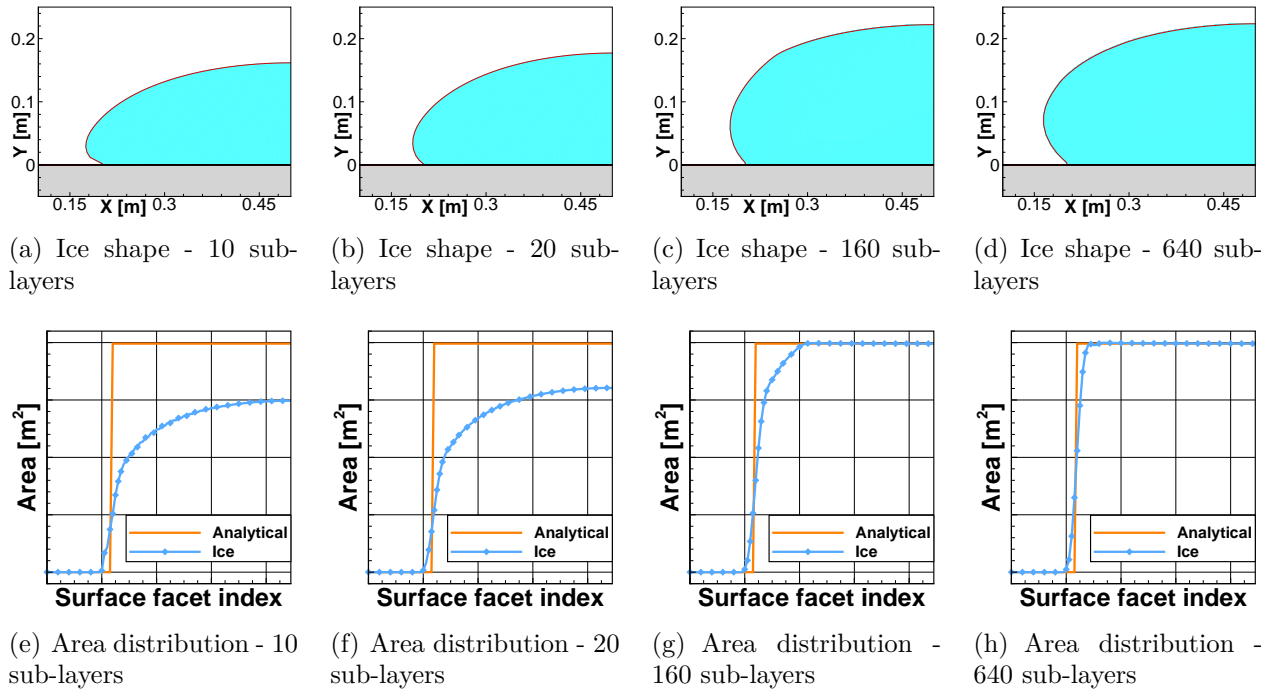 0.2
0.1
0
Y [m]
0.15
X [m]
0.3
0.45
0.2
0.1
0
Y [m]
0.15
X [m]
0.3
0.45
0.2
0.1
0
Y [m]
0.15
X [m]
0.3
0.45
0.2
0.1
0
Y [m]
0.15
X [m]
0.3
0.45
(a) Ice shape - 10 sub-
layers
(b) Ice shape - 20 sub-
layers
(c) Ice shape - 160 sub-
layers
(d) Ice shape - 640 sub-
layers
Area [m²]
Analytical
Ice
Surface facet index
Area [m²]
Analytical
Ice
Surface facet index
Area [m²]
Analytical
Ice
Surface facet index
Area [m²]
Analytical
Ice
Surface facet index
(e) Area distribution - 10
sub-layers
(f) Area distribution - 20
sub-layers
(g) Area distribution -
160 sub-layers
(h) Area distribution -
640 sub-layers